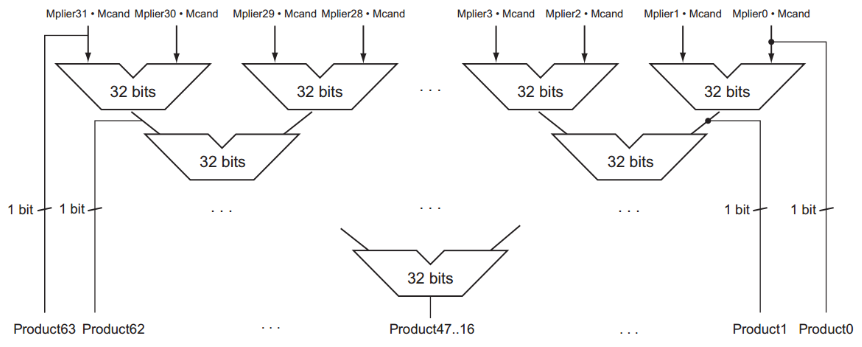 Mplier31 • Mcand Mplier30 • Mcand Mplier29 • Mcand Mplier28 • Mcand Mplier3 • Mcand Mplier2 • Mcand Mplier1 • Mcand Mplier0 • Mcand
32 bits 32 bits . . . 32 bits 32 bits
32 bits 32 bits
1 bit 1 bit . . . . . . . . . 1 bit 1 bit
32 bits
Product63 Product62 . . . Product47..16 . . . Product1 Product0